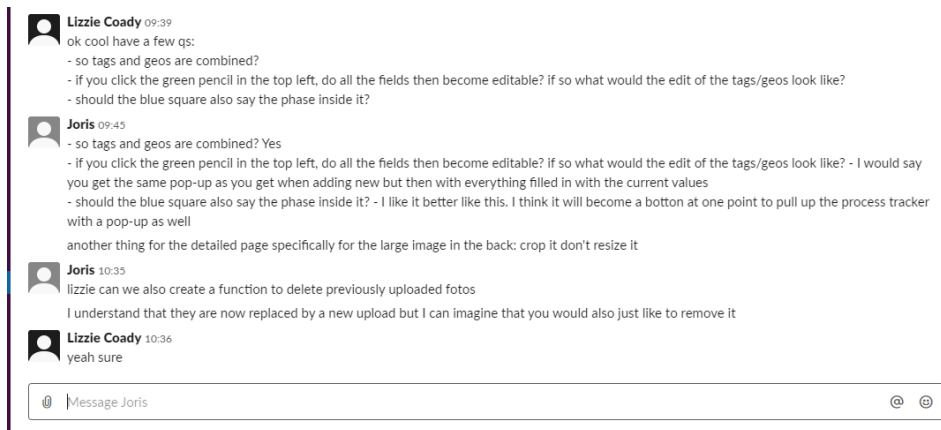 Lizzie Coady 09:39
ok cool have a few qs:
- so tags and geos are combined?
- if you click the green pencil in the top left, do all the fields then become editable? if so what would the edit of the tags/geos look like?
- should the blue square also say the phase inside it?
Joris 09:45
- so tags and geos are combined? Yes
- if you click the green pencil in the top left, do all the fields then become editable? if so what would the edit of the tags/geos look like? - I would say
you get the same pop-up as you get when adding new but then with everything filled in with the current values
- should the blue square also say the phase inside it? - I like it better like this. I think it will become a botton at one point to pull up the process tracker
with a pop-up as well
another thing for the detailed page specifically for the large image in the back: crop it don't resize it
Joris 10:35
lizzie can we also create a function to delete previously uploaded fotos
I understand that they are now replaced by a new upload but I can imagine that you would also just like to remove it
Lizzie Coady 10:36
yeah sure
Message Joris